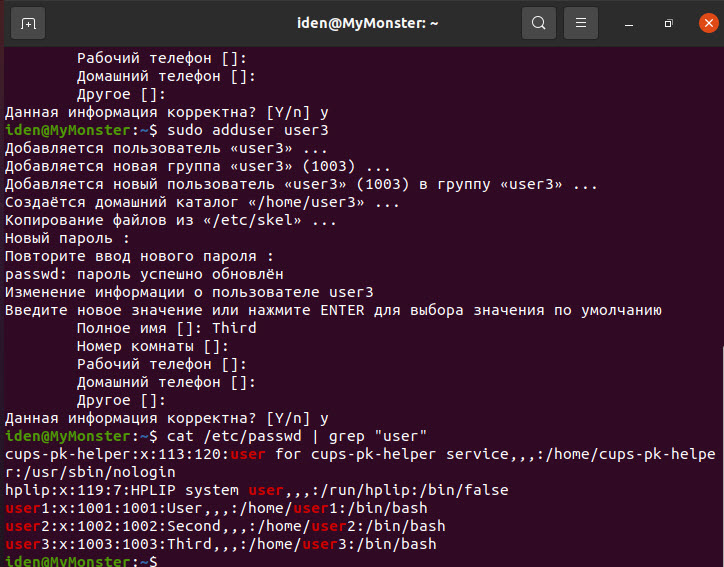 iden@MyMonster: ~
Рабочий телефон []:
Домашний телефон []:
Другое []:
Данная информация корректна? [Y/n] y
iden@MyMonster:~$ sudo adduser user3
Добавляется пользователь «user3» ...
Добавляется новая группа «user3» (1003) ...
Добавляется новый пользователь «user3» (1003) в группу «user3» ...
Создаётся домашний каталог «/home/user3» ...
Копирование файлов из «/etc/skel» ...
Новый пароль :
Повторите ввод нового пароля :
passwd: пароль успешно обновлён
Изменение информации о пользователе user3
Введите новое значение или нажмите ENTER для выбора значения по умолчанию
Полное имя []: Third
Номер комнаты []:
Рабочий телефон []:
Домашний телефон []:
Другое []:
Данная информация корректна? [Y/n] y
iden@MyMonster:~$ cat /etc/passwd | grep "user"
cups-pk-helper:x:113:120:user for cups-pk-helper service,,,:/home/cups-pk-helpe
r:/usr/sbin/nologin
hplip:x:119:7:HPLIP system user,,,:/run/hplip:/bin/false
user1:x:1001:1001:User,,,:/home/user1:/bin/bash
user2:x:1002:1002:Second,,,:/home/user2:/bin/bash
user3:x:1003:1003:Third,,,:/home/user3:/bin/bash
iden@MyMonster:~$